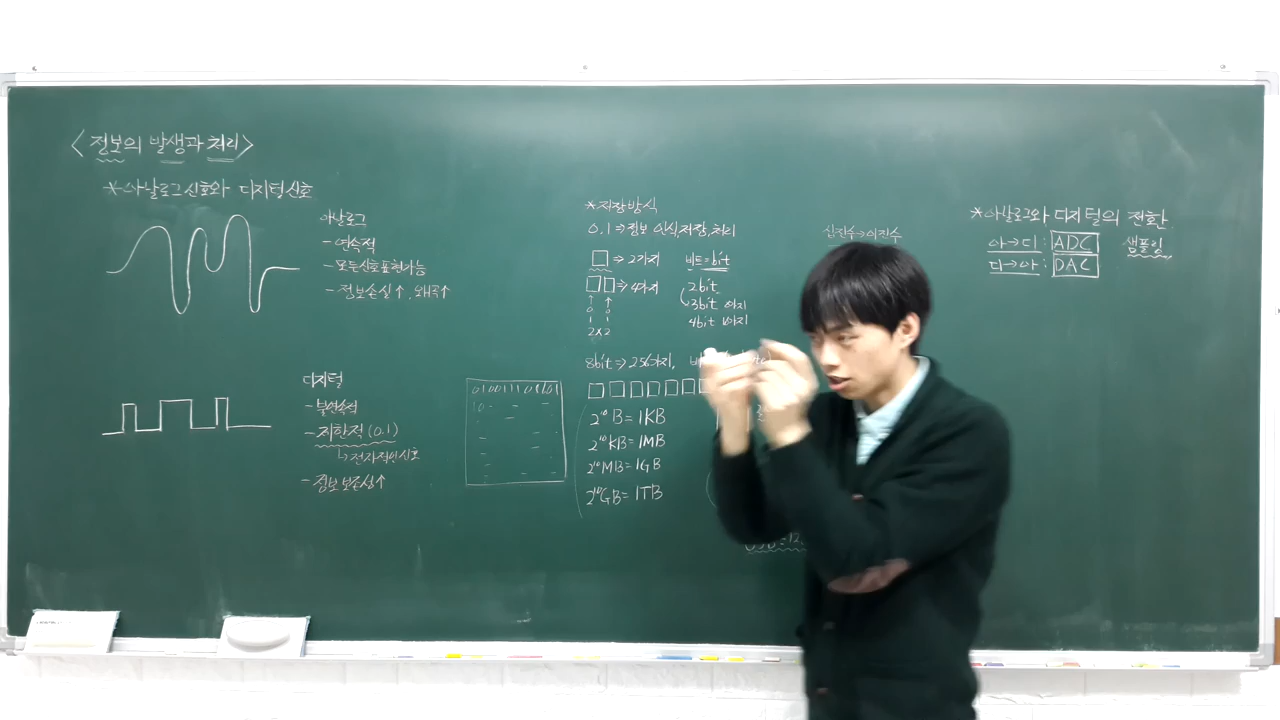 <정보의 발생과 처리>
*아날로그신호와 디지털신호
아날로그
-연속적
-모든신호표현가능
-정보손실↑, 왜곡↑
디지털
-불연속적
-제한적(0.1)
↳전자적인신호
-정보보존성↑
0100111
10
*저장방식
0.1⇒정보 인식,저장,처리
□⇒2가지
비트=bit
□□⇒4가지
↑ ↑
0 0
1 1
2×2
2bit
3bit 8가지
4bit 16가지
8bit⇒256가지,
2¹⁰B=1KB
2¹⁰KB=1MB
2¹⁰MB=1GB
2¹⁰GB=1TB
십진수→이진수
*아날로그와 디지털의 전환
아→디: ADC 샘플링
디→아: DAC